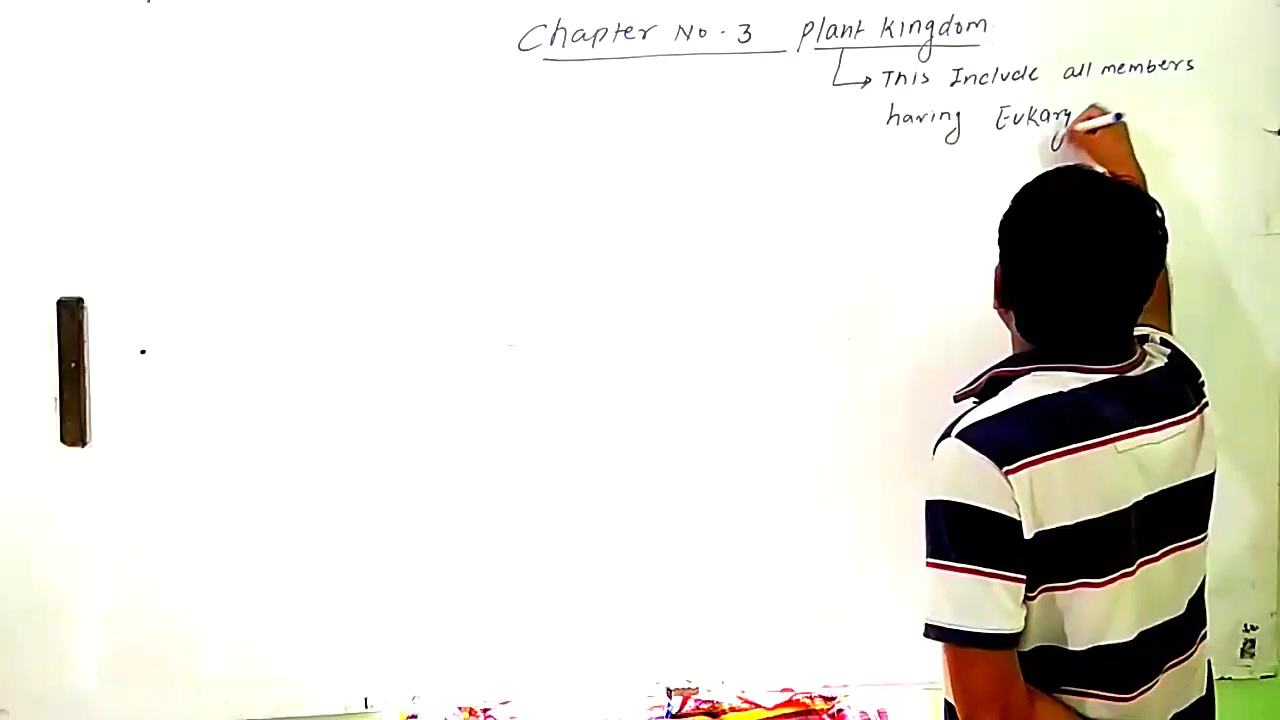 Chapter No. 3 Plant Kingdom
This Include all members
having Eukary